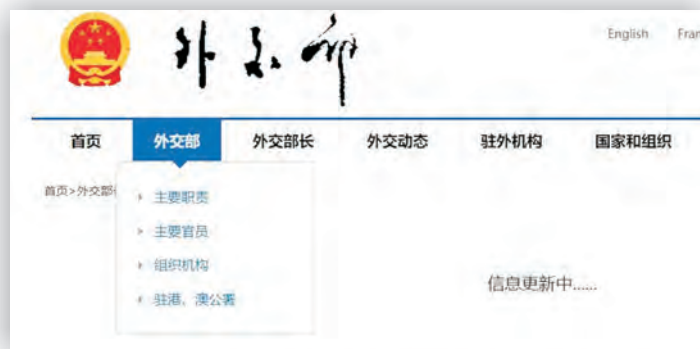 外交部
English Fran
首页 外交部 外交部长 外交动态 驻外机构 国家和组织
首页>外交部
主要职责
主要官员
组织机构
驻港、澳公署
信息更新中......